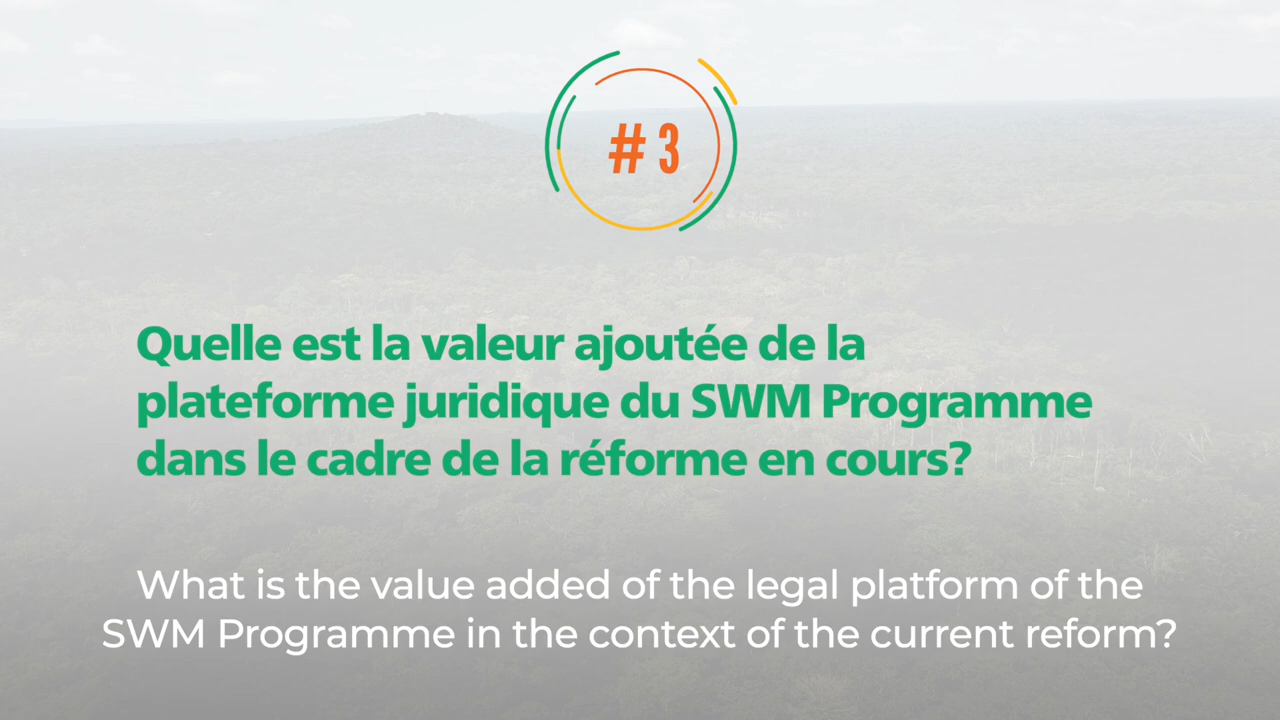 # 3
Quelle est la valeur ajoutée de la
plateforme juridique du SWM Programme
dans le cadre de la réforme en cours?
What is the value added of the legal platform of the
SWM Programme in the context of the current reform?